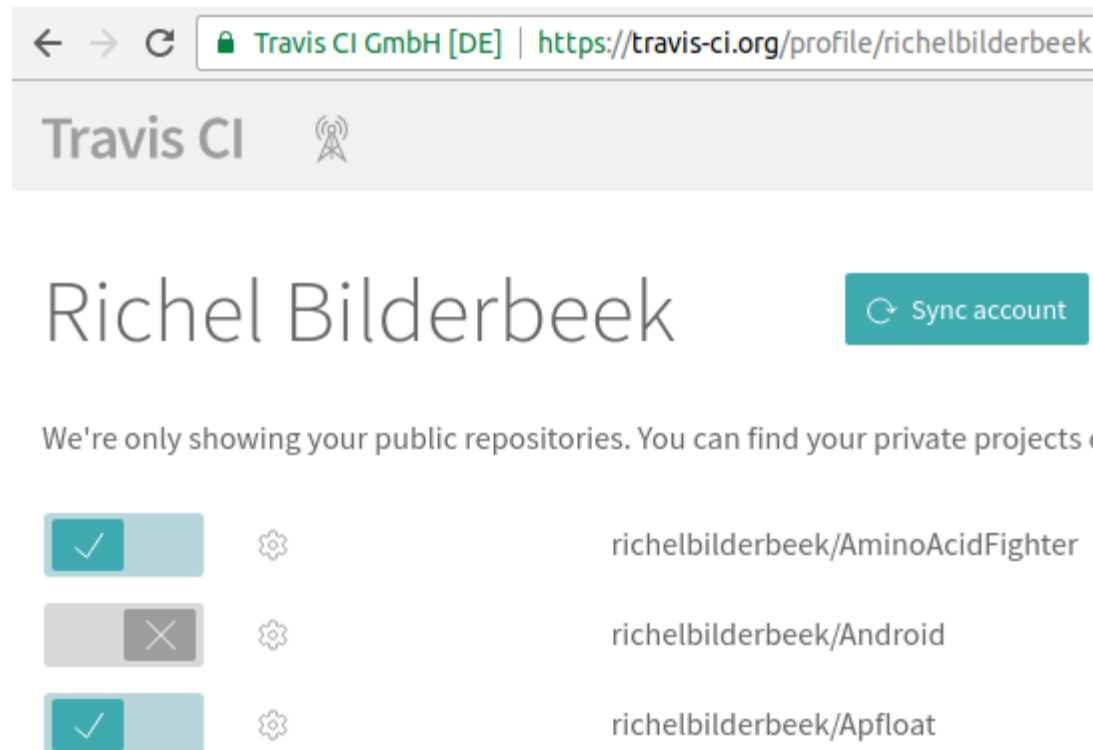 Travis CI GmbH [DE] | https://travis-ci.org/profile/richelbilderbeek
Travis CI
Richel Bilderbeek
Sync account
We're only showing your public repositories. You can find your private projects
richelbilderbeek/AminoAcidFighter
richelbilderbeek/Android
richelbilderbeek/Apfloat